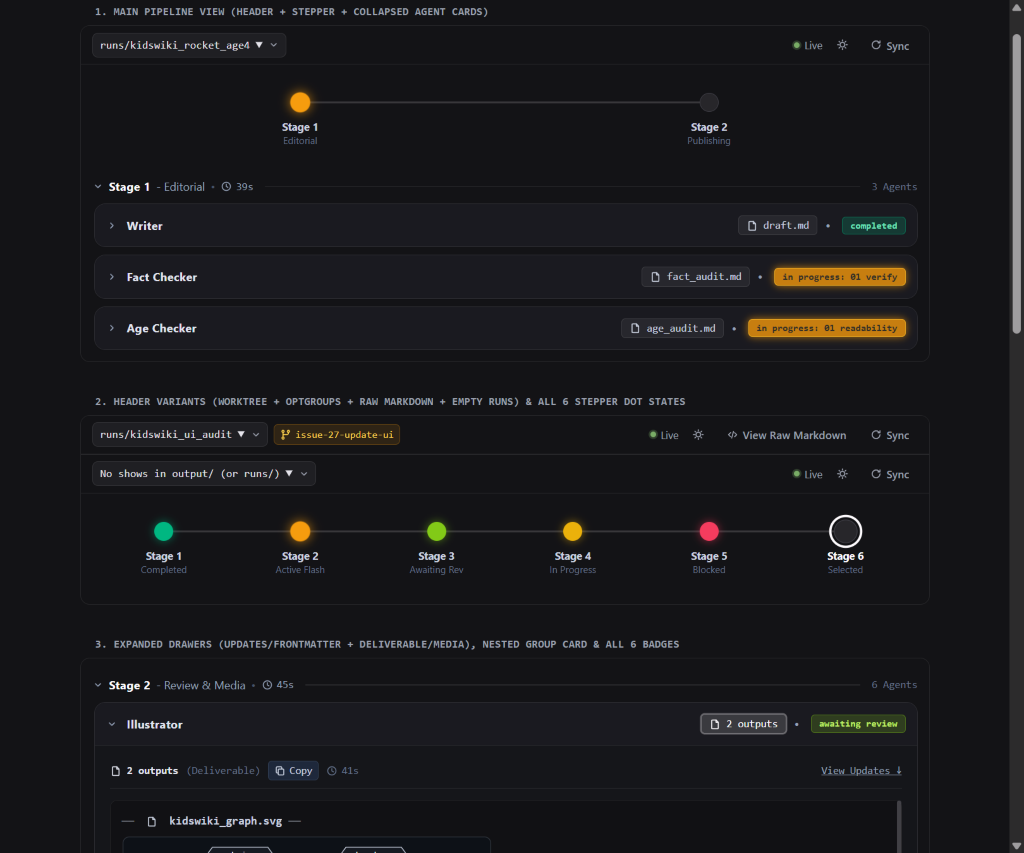 1. MAIN PIPELINE VIEW (HEADER + STEPPER + COLLAPSED AGENT CARDS)
runs/kidswiki_rocket_age4 ▼
Live
Sync
Stage 1
Editorial
Stage 2
Publishing
Stage 1 - Editorial • 39s
3 Agents
Writer
draft.md • completed
Fact Checker
fact_audit.md • in progress: 01 verify
Age Checker
age_audit.md • in progress: 01 readability
2. HEADER VARIANTS (WORKTREE + OPTGROUPS + RAW MARKDOWN + EMPTY RUNS) & ALL 6 STEPPER DOT STATES
runs/kidswiki_ui_audit ▼
issue-27-update-ui
Live
</> View Raw Markdown
Sync
No shows in output/ (or runs/) ▼
Live
Sync
Stage 1
Completed
Stage 2
Active Flash
Stage 3
Awaiting Rev
Stage 4
In Progress
Stage 5
Blocked
Stage 6
Selected
3. EXPANDED DRAWERS (UPDATES/FRONTMATTER + DELIVERABLE/MEDIA), NESTED GROUP CARD & ALL 6 BADGES
Stage 2 - Review & Media • 45s
6 Agents
Illustrator
2 outputs • awaiting review
2 outputs (Deliverable) Copy 41s
View Updates ↓
— kidswiki_graph.svg —